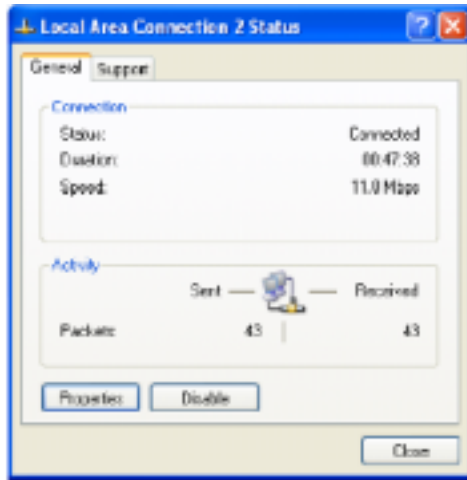 Local Area Connection 2 Status
General Support
Connection
Status: Connected
Duration: 00:47:38
Speed: 11.0 Mbps
Activity
Sent — — Received
Packets: 43 | 43
Properties Disable
Close